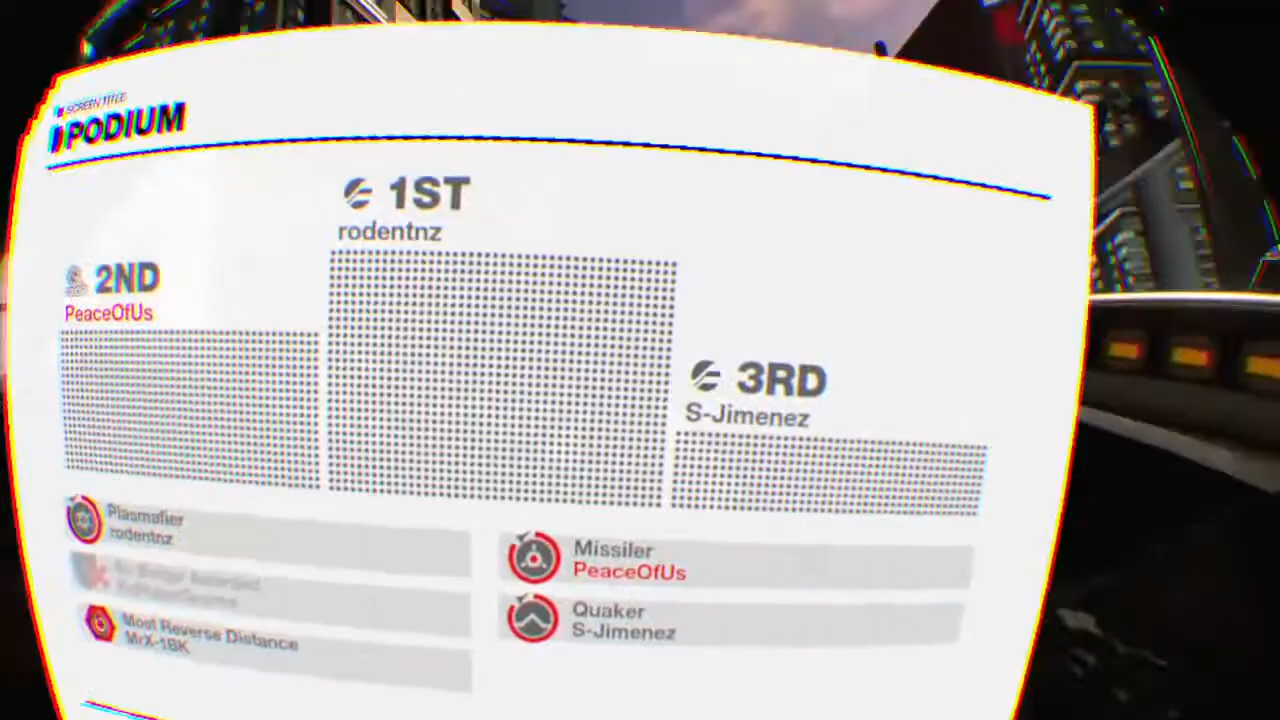 SCREEN TITLE
PODIUM
1ST
rodentnz
2ND
PeaceOfUs
3RD
S-Jimenez
Plasmafier
rodentnz
Most Reverse Distance
MrX-1BK
Missiler
PeaceOfUs
Quaker
S-Jimenez